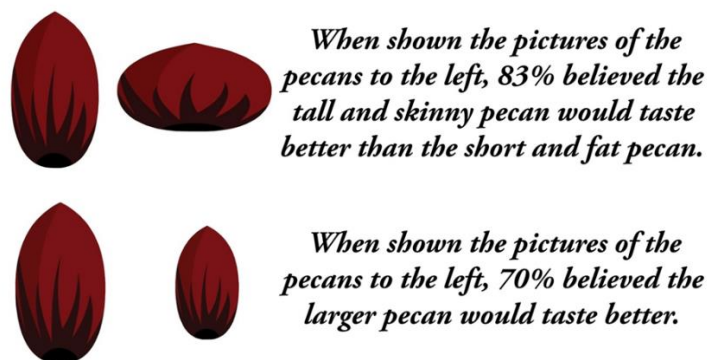 When shown the pictures of the
pecans to the left, 83% believed the
tall and skinny pecan would taste
better than the short and fat pecan.
When shown the pictures of the
pecans to the left, 70% believed the
larger pecan would taste better.